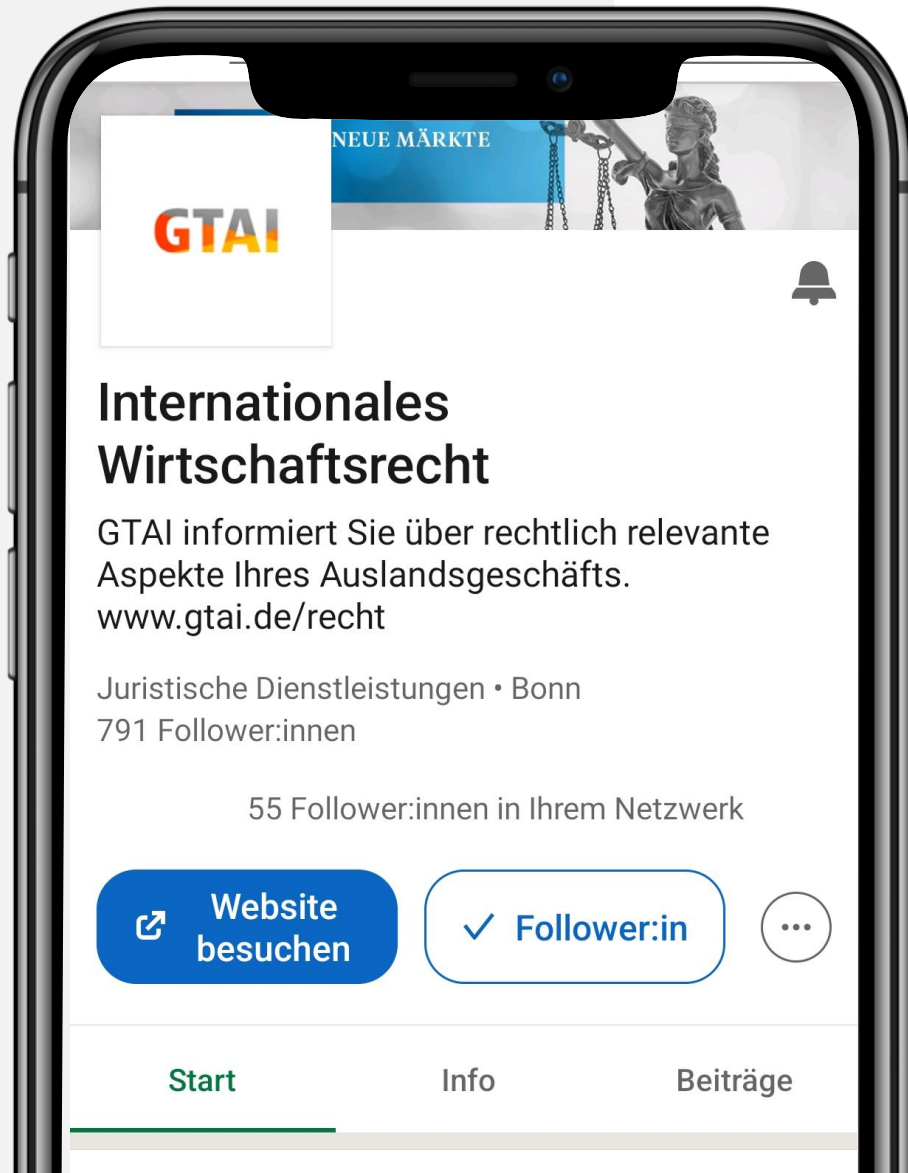 NEUE MÄRKTE
GTAI
Internationales
Wirtschaftsrecht
GTAI informiert Sie über rechtlich relevante
Aspekte Ihres Auslandsgeschäfts.
www.gtai.de/recht
Juristische Dienstleistungen • Bonn
791 Follower:innen
55 Follower:innen in Ihrem Netzwerk
Website
besuchen
Follower:in
Start
Info
Beiträge